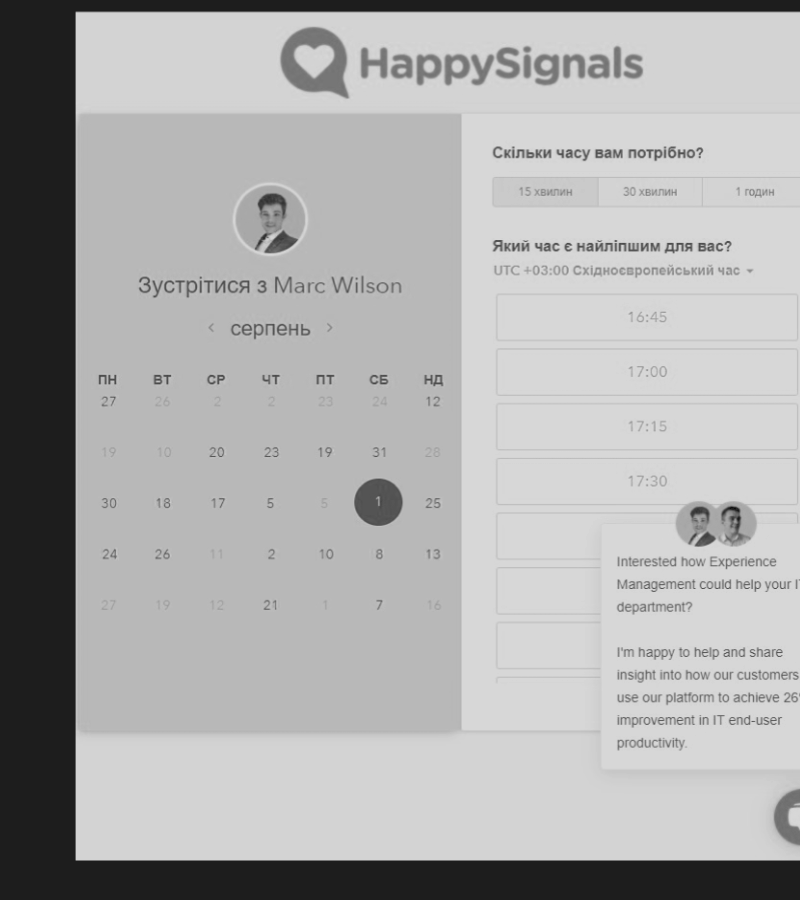 HappySignals
Зустрітися з Marc Wilson
серпень
ПН ВТ СР ЧТ ПТ СБ НД
27 26 2 2 23 24 12
19 10 20 23 19 31 28
30 18 17 5 5 1 25
24 26 11 2 10 8 13
27 19 12 21 1 7 16
Скільки часу вам потрібно?
15 хвилин 30 хвилин 1 годин
Який час є найліпшим для вас?
UTC +03:00 Східноєвропейський час
16:45
17:00
17:15
17:30
Interested how Experience
Management could help your
department?
I'm happy to help and share
insight into how our customers
use our platform to achieve
improvement in IT end-user
productivity.